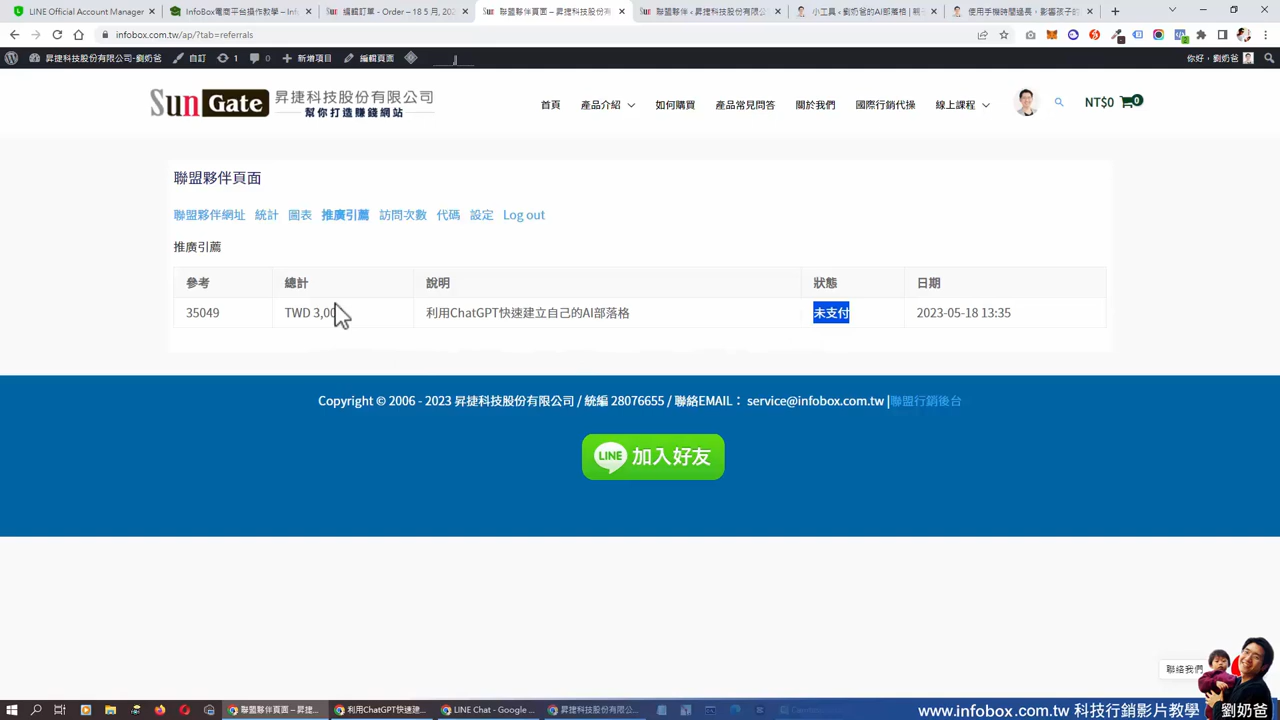 LINE Official Account Manager
InfoBox電商平台操作教學 – Inf
編輯訂單 - Order – 18 5 月, 202
聯盟夥伴頁面 – 昇捷科技股份有
聯盟夥伴 ‹ 昇捷科技股份有限公
小工具 ‹ 劉奶爸的AI部落格
使用手機時間過長，影響孩子的
infobox.com.tw/ap/?tab=referrals
昇捷科技股份有限公司-劉奶爸
自訂
1
0
新增項目
編輯頁面
你好，劉奶爸
Sun Gate
昇捷科技股份有限公司
幫你打造賺錢網站
首頁
產品介紹
如何購買
產品常見問答
關於我們
國際行銷代操
線上課程
NT$0
0
聯盟夥伴頁面
聯盟夥伴網址 統計 圖表 推廣引薦 訪問次數 代碼 設定 Log out
推廣引薦
參考 總計 說明 狀態 日期
35049 TWD 3,00 利用ChatGPT快速建立自己的AI部落格 未支付 2023-05-18 13:35
Copyright © 2006 - 2023 昇捷科技股份有限公司 / 統編 28076655 / 聯絡EMAIL： service@infobox.com.tw |聯盟行銷後台
LINE 加入好友
聯絡我們
聯盟夥伴頁面 – 昇捷...
利用ChatGPT快速建...
LINE Chat - Google ...
昇捷科技股份有限公...
www.infobox.com.tw 科技行銷影片教學
劉奶爸